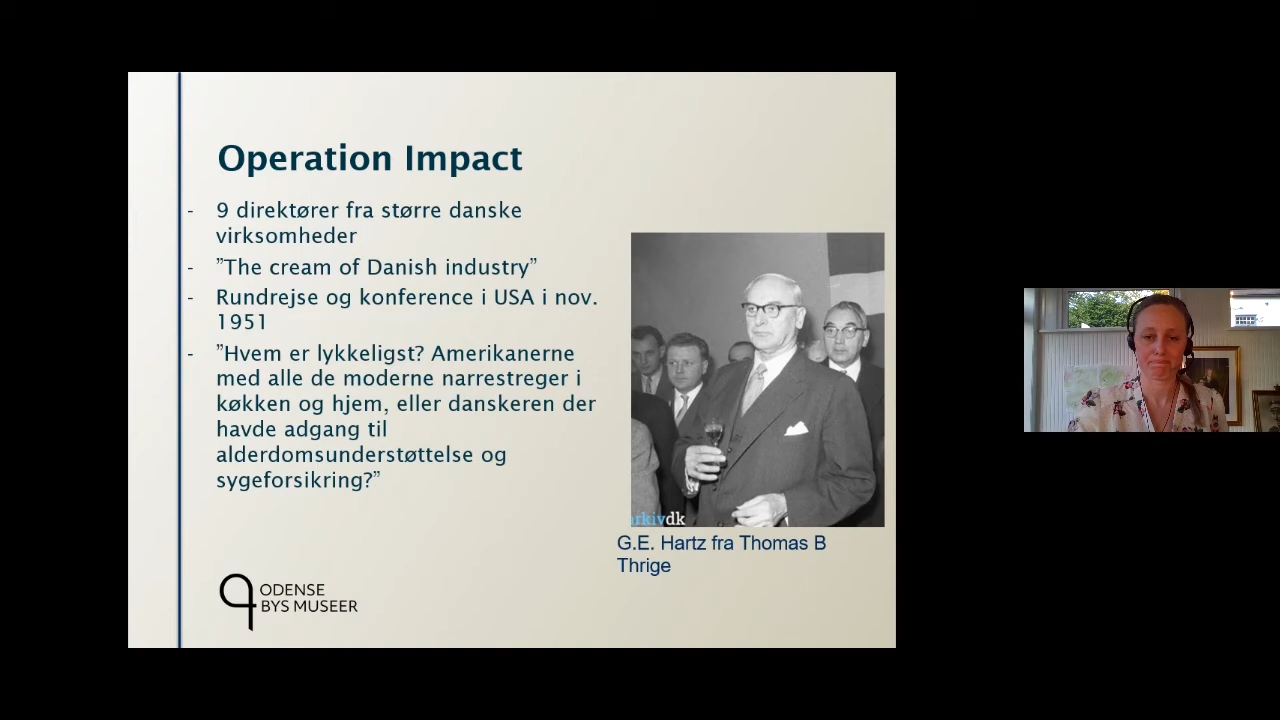 Operation Impact
- 9 direktører fra større danske
virksomheder
- ”The cream of Danish industry”
- Rundrejse og konference i USA i nov.
1951
- ”Hvem er lykkeligst? Amerikanerne
med alle de moderne narrestreger i
køkken og hjem, eller danskeren der
havde adgang til
alderdomsunderstøttelse og
sygeforsikring?”
arkivdk
G.E. Hartz fra Thomas B
Thrige
ODENSE
BYS MUSEER